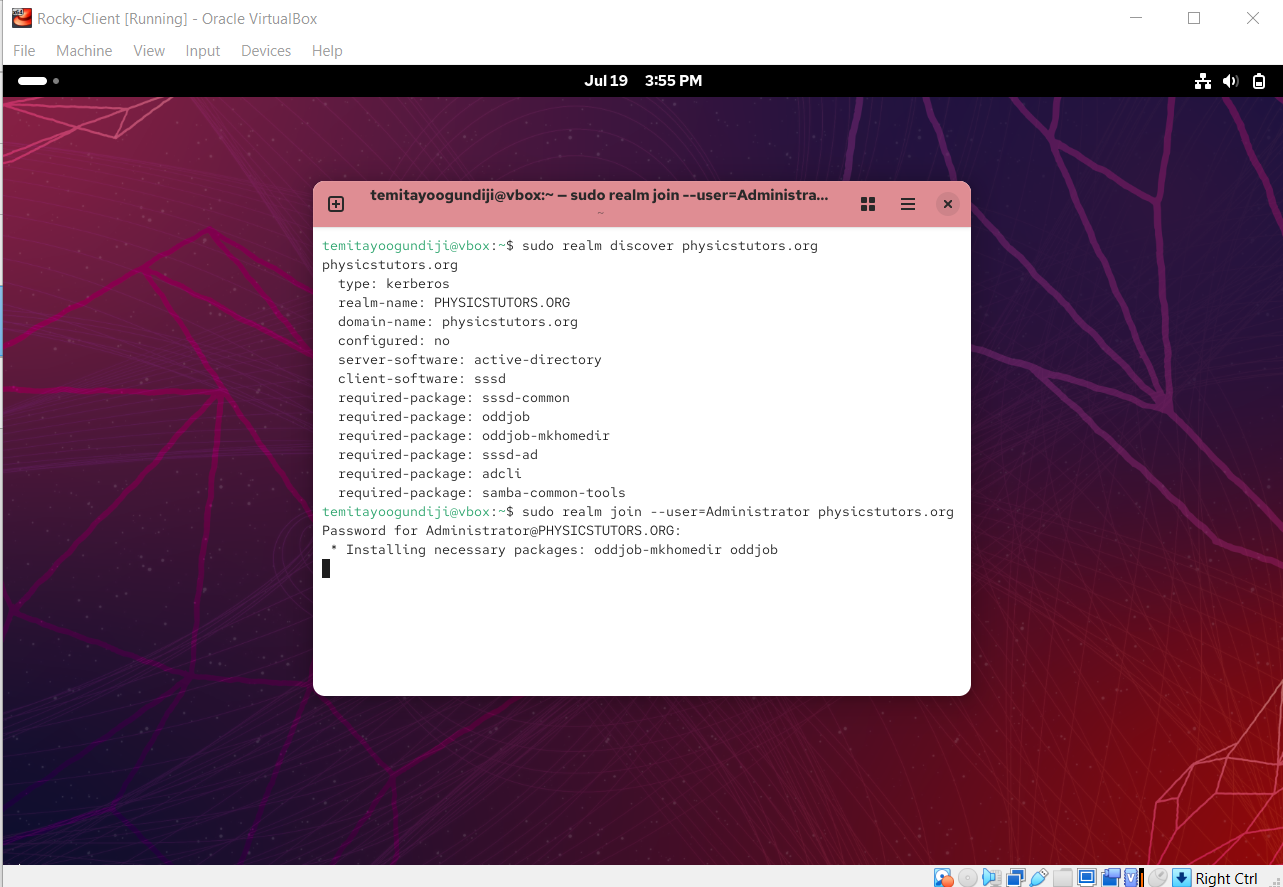 Rocky-Client [Running] - Oracle VirtualBox
File Machine View Input Devices Help
Jul 19 3:55 PM
temitayoogundiji@vbox:~ — sudo realm join --user=Administra...
~
temitayoogundiji@vbox:~$ sudo realm discover physicstutors.org
physicstutors.org
  type: kerberos
  realm-name: PHYSICSTUTORS.ORG
  domain-name: physicstutors.org
  configured: no
  server-software: active-directory
  client-software: sssd
  required-package: sssd-common
  required-package: oddjob
  required-package: oddjob-mkhomedir
  required-package: sssd-ad
  required-package: adcli
  required-package: samba-common-tools
temitayoogundiji@vbox:~$ sudo realm join --user=Administrator physicstutors.org
Password for Administrator@PHYSICSTUTORS.ORG:
 * Installing necessary packages: oddjob-mkhomedir oddjob
Right Ctrl